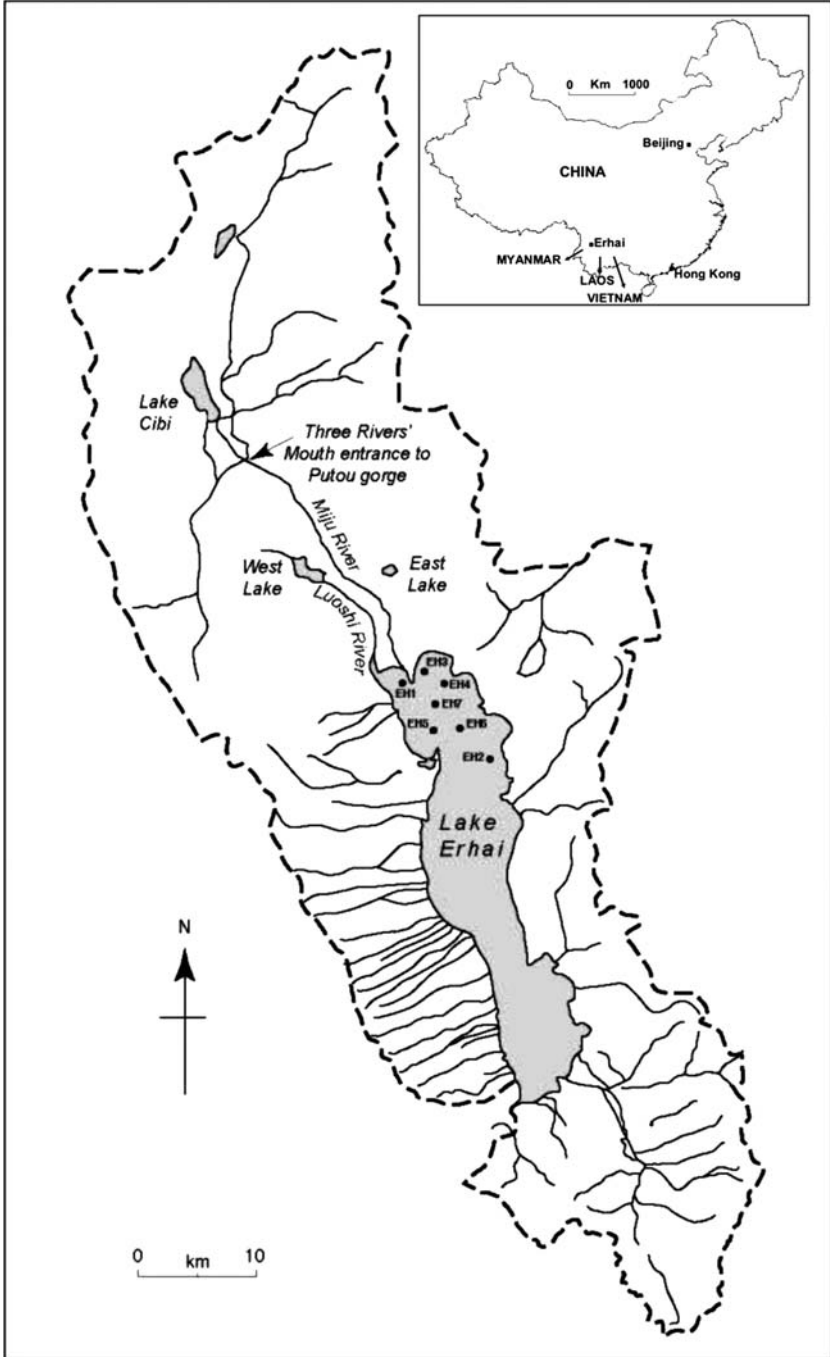 0 Km 1000
Beijing
CHINA
Erhai
MYANMAR
LAOS
VIETNAM
Hong Kong
Lake
Cibi
Three Rivers'
Mouth entrance to
Putou gorge
Miju River
West
Lake
East
Lake
Luoshi River
EH3
EH1
EH4
EH7
EH5
EH6
EH2
Lake
Erhai
N
0 km 10